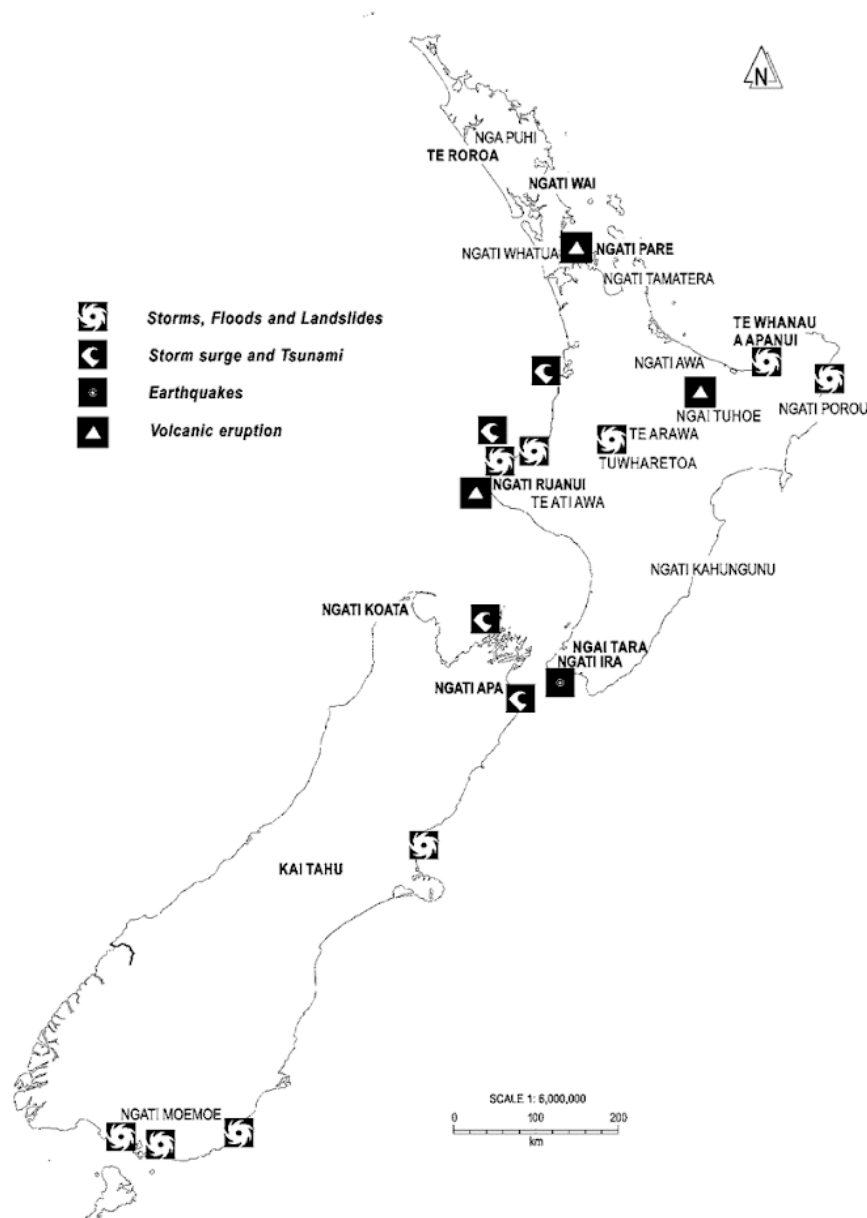 N
NGA PUHI
TE ROROA
NGATI WAI
NGATI WHATUA
NGATI PARE
NGATI TAMATERA
Storms, Floods and Landslides
Storm surge and Tsunami
Earthquakes
Volcanic eruption
TE WHANAU
A APANUI
NGATI AWA
NGAI TUHOE
NGATI POROU
TE ARAWA
TUWHARETOA
NGATI RUANUI
TE ATI AWA
NGATI KAHUNGUNU
NGATI KOATA
NGAI TARA
NGATI IRA
NGATI APA
KAI TAHU
NGATI MOEMOE
SCALE 1: 6,000,000
0 100 200
km